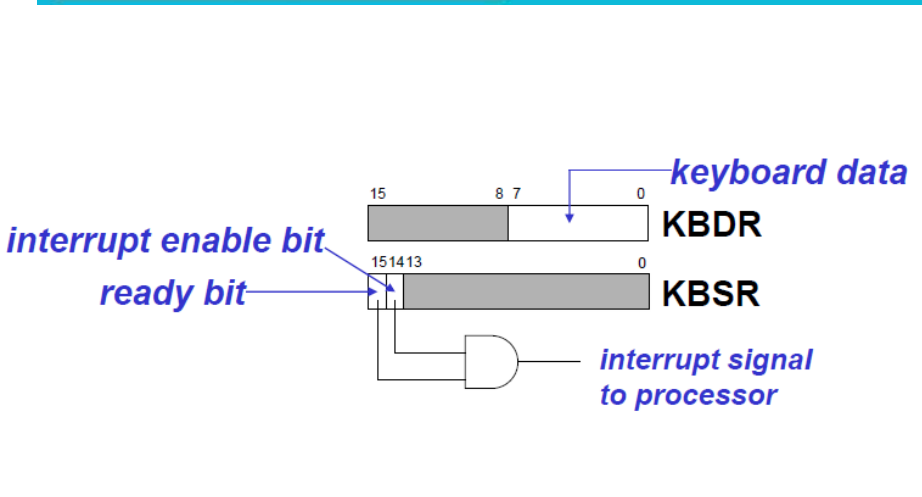 keyboard data
15 8 7 0
KBDR
interrupt enable bit
15 14 13 0
ready bit
KBSR
interrupt signal
to processor